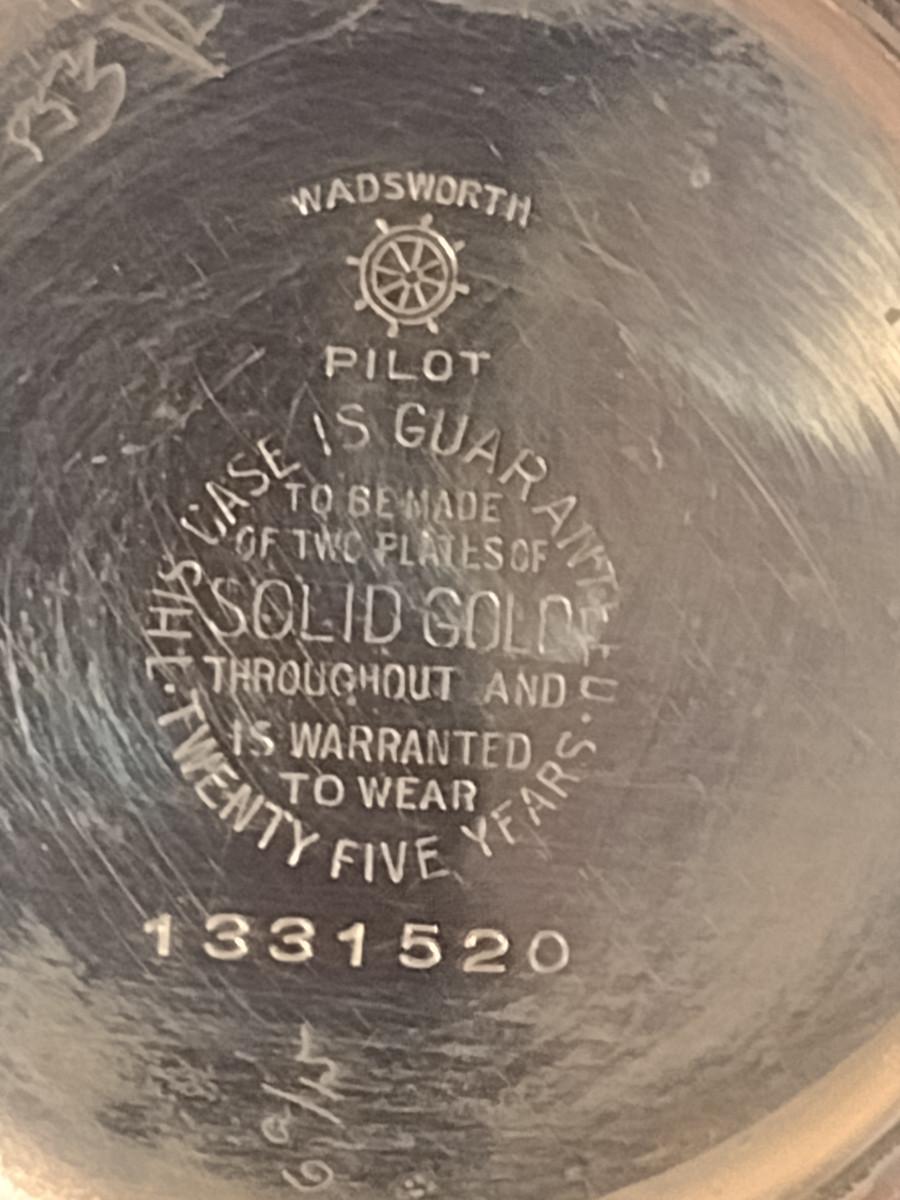 WADSWORTH
PILOT
THIS CASE IS GUARANTEED
TO BE MADE
OF TWO PLATES OF
SOLID GOLD
THROUGHOUT AND
IS WARRANTED
TO WEAR
TWENTY FIVE YEARS
1331520